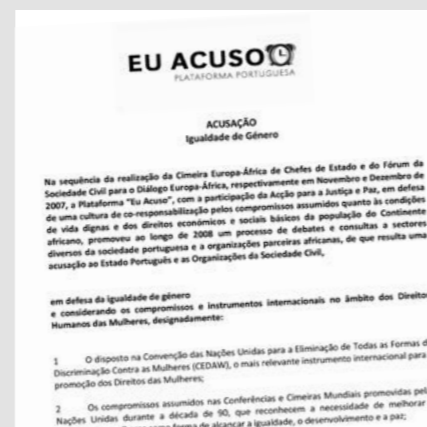 EU ACUSO
PLATAFORMA PORTUGUESA
ACUSAÇÃO
Igualdade de Género
Na sequência da realização da Cimeira Europa-África de Chefes de Estado e do Fórum da
Sociedade Civil para o Diálogo Europa-África, respectivamente em Novembro e Dezembro de
2007, a Plataforma "Eu Acuso", com a participação da Acção para a Justiça e Paz, em defesa
de uma cultura de co-responsabilização pelos compromissos assumidos quanto às condições
de vida dignas e dos direitos económicos e sociais básicos da população do Continente
africano, promoveu ao longo de 2008 um processo de debates e consultas a sectores
diversos da sociedade portuguesa e a organizações parceiras africanas, de que resulta uma
acusação ao Estado Português e as Organizações da Sociedade Civil,
em defesa da igualdade de género
e considerando os compromissos e instrumentos internacionais no âmbito dos Direito
Humanos das Mulheres, designadamente:
1 O disposto na Convenção das Nações Unidas para a Eliminação de Todas as Formas d
Discriminação Contra as Mulheres (CEDAW), o mais relevante instrumento internacional para
promoção dos Direitos das Mulheres;
2 Os compromissos assumidos nas Conferências e Cimeiras Mundiais promovidas pel
Nações Unidas durante a década de 90, que reconhecem a necessidade de melhorar
como forma de alcançar a igualdade, o desenvolvimento e a paz;